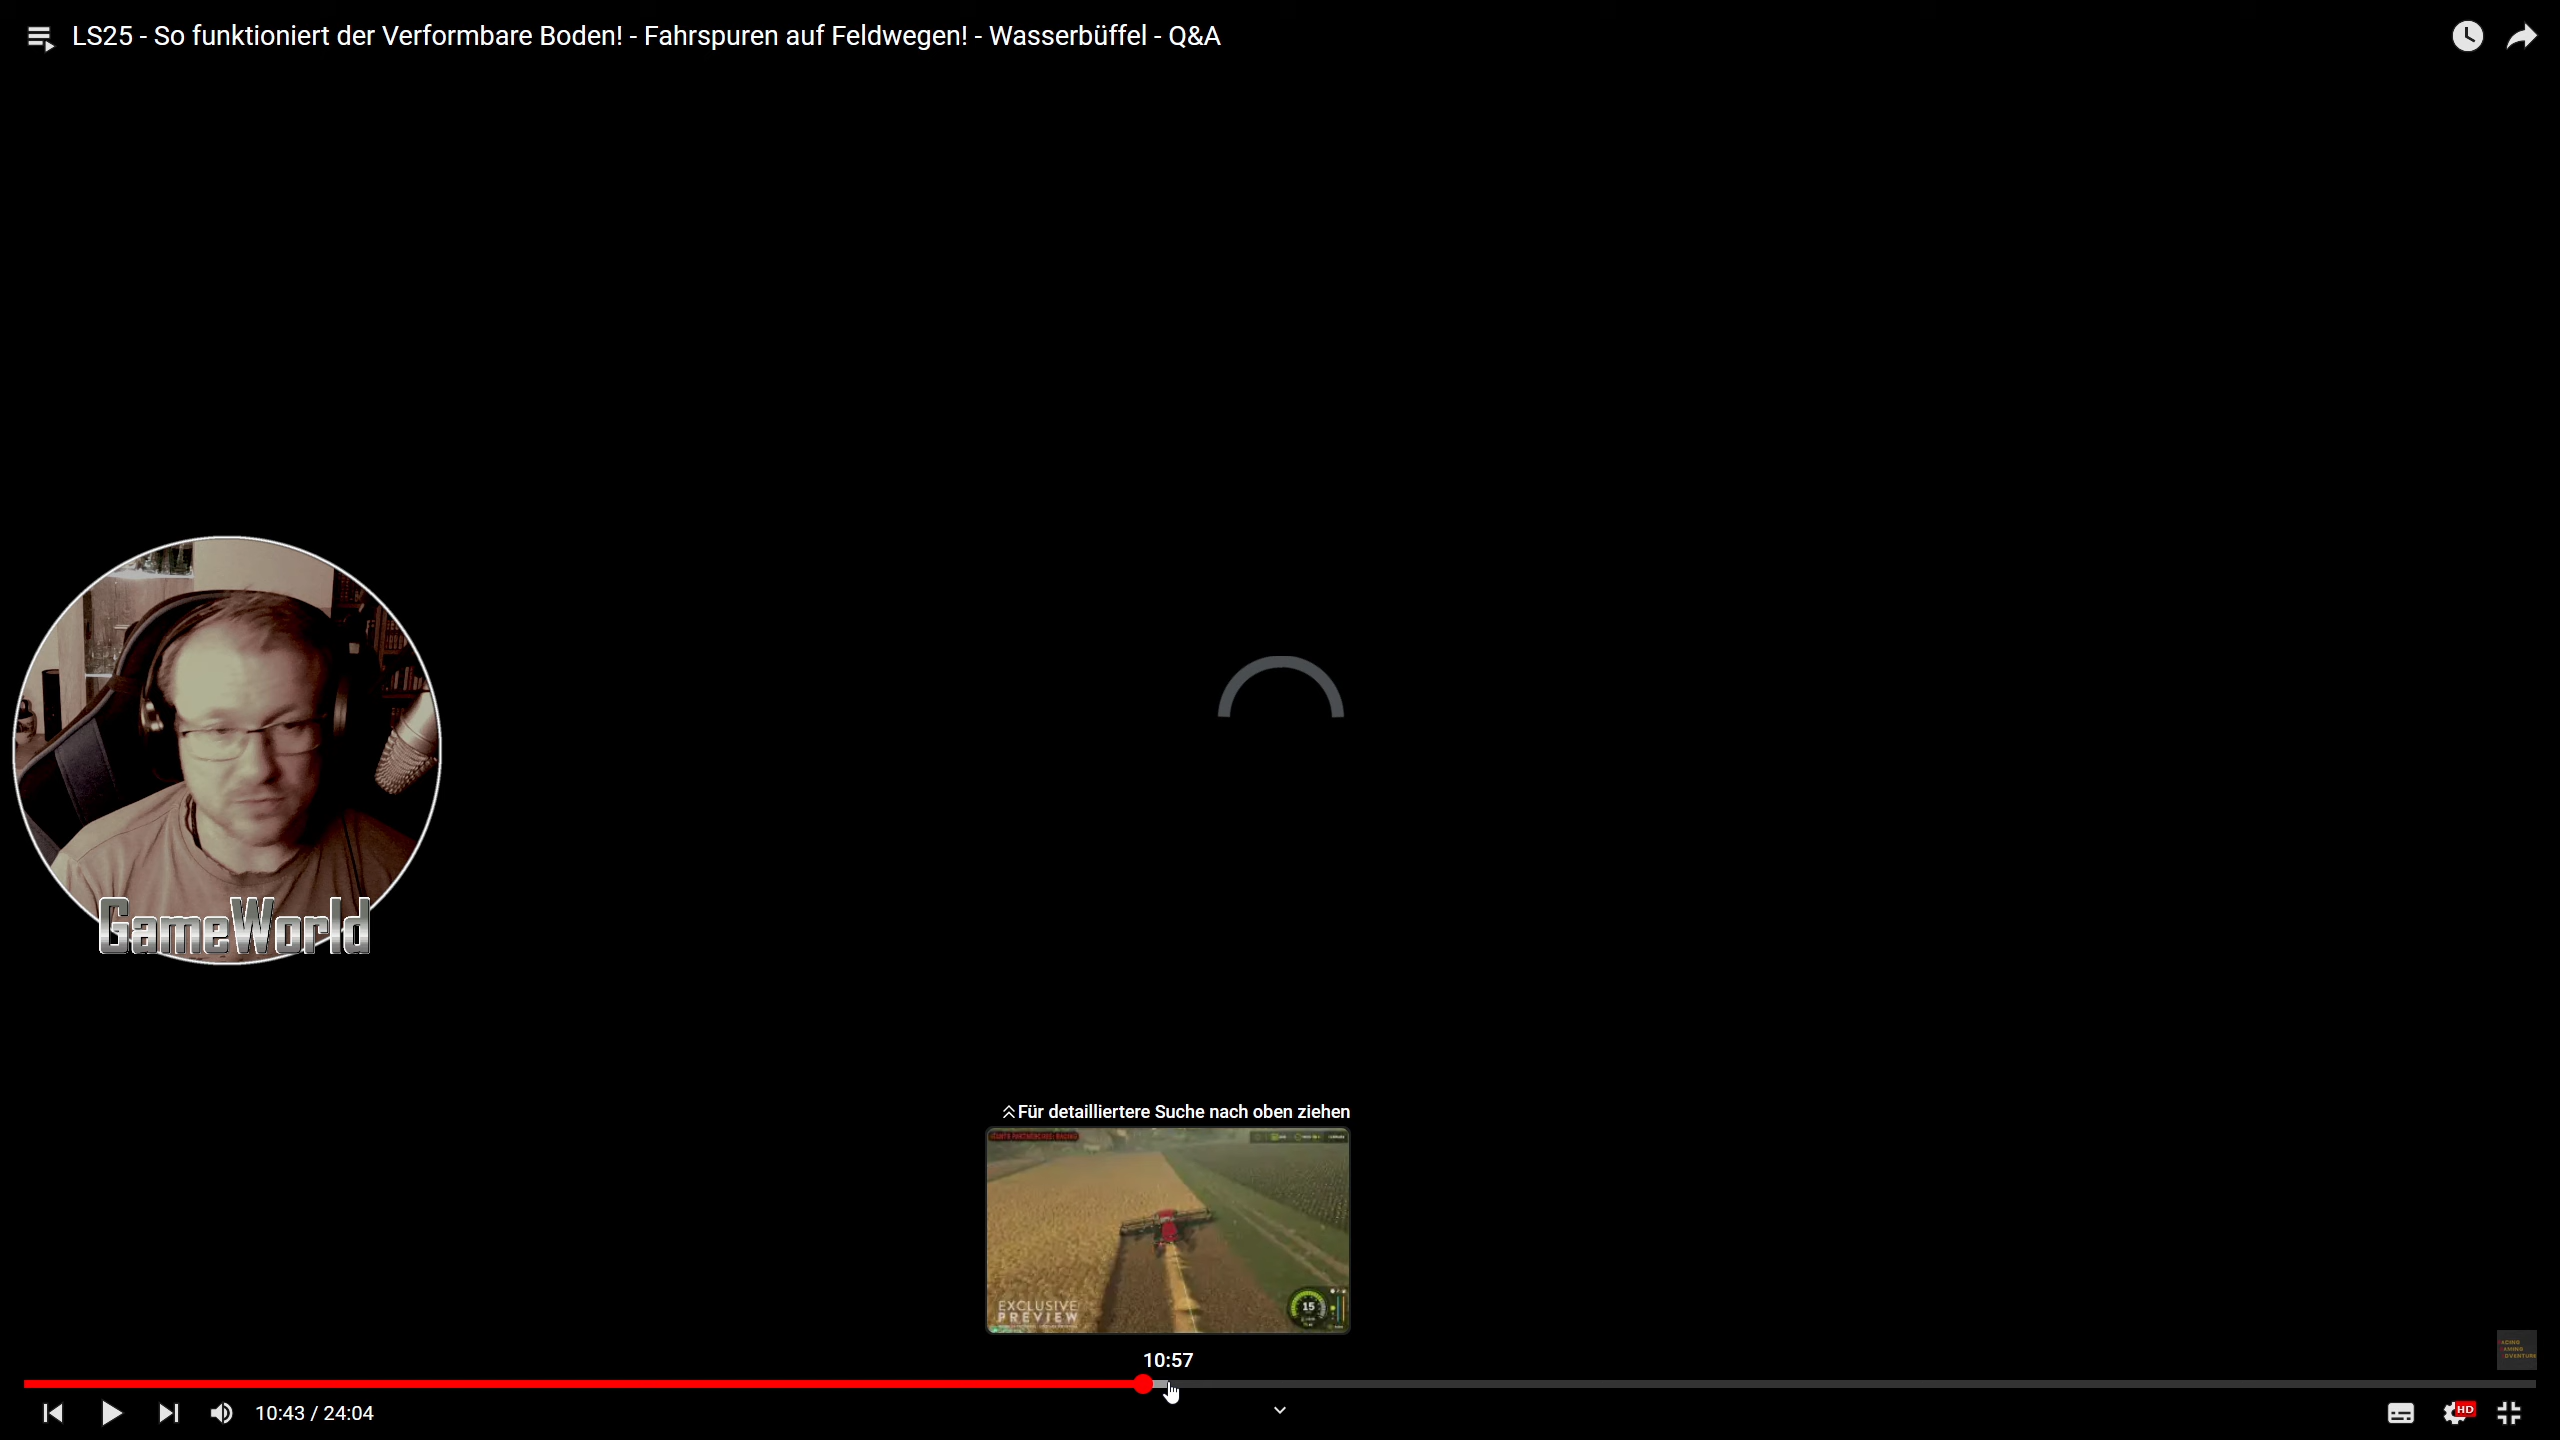 LS25 - So funktioniert der Verformbare Boden! - Fahrspuren auf Feldwegen! - Wasserbüffel - Q&A
GameWorld
Für detailliertere Suche nach oben ziehen
15
EXCLUSIVE
PREVIEW
10:57
10:43 / 24:04
HD